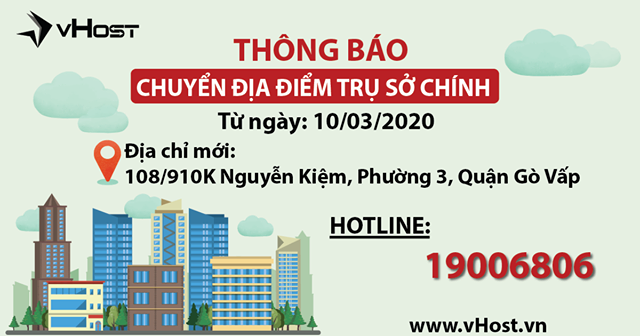 vHost
THÔNG BÁO
CHUYỂN ĐỊA ĐIỂM TRỤ SỞ CHÍNH
Từ ngày: 10/03/2020
Địa chỉ mới:
108/910K Nguyễn Kiệm, Phường 3, Quận Gò Vấp
HOTLINE:
19006806
www.vHost.vn